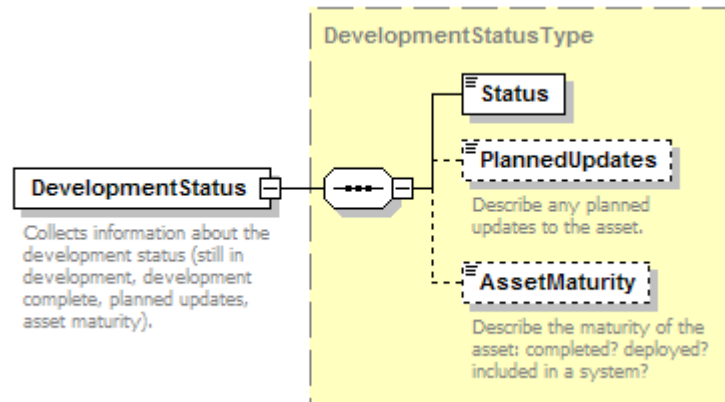 DevelopmentStatusType
Status
PlannedUpdates
Describe any planned
updates to the asset.
DevelopmentStatus
Collects information about the
development status (still in
development, development
complete, planned updates,
asset maturity).
AssetMaturity
Describe the maturity of the
asset: completed? deployed?
included in a system?